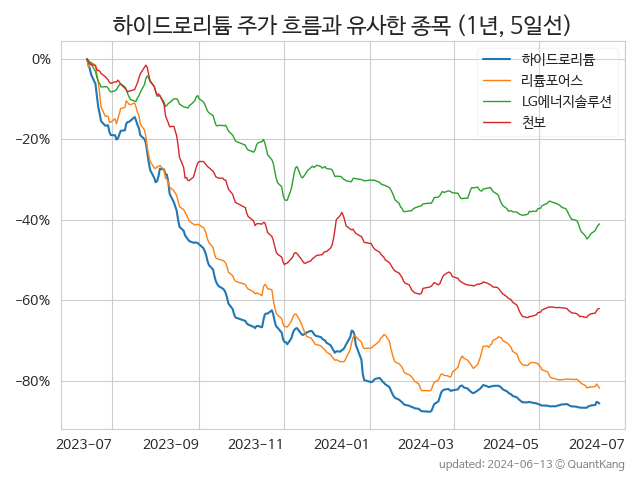 하이드로리튬 주가 흐름과 유사한 종목 (1년, 5일선)
하이드로리튬
리튬포어스
LG에너지솔루션
천보
0%
−20%
−40%
−60%
−80%
2023-07
2023-09
2023-11
2024-01
2024-03
2024-05
2024-07
updated: 2024-06-13 © QuantKang